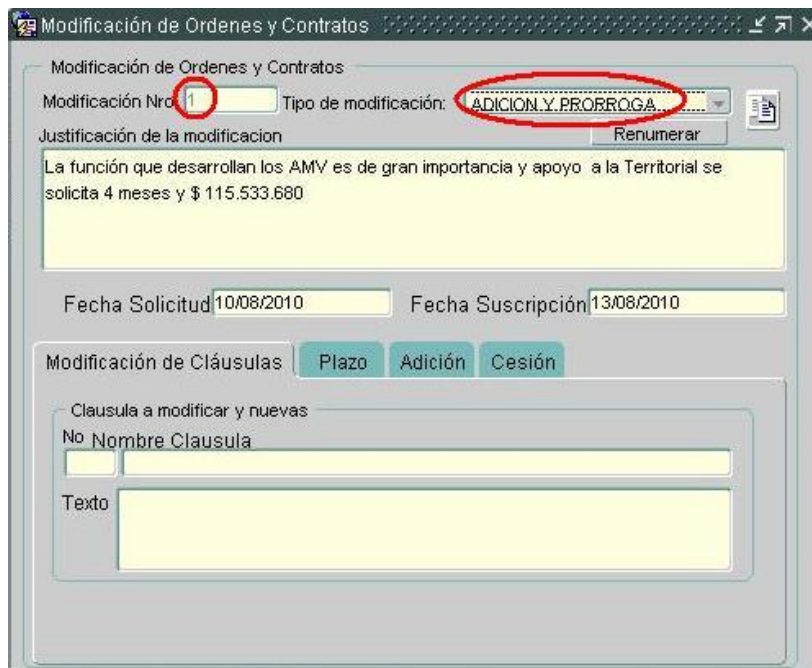 Modificación de Ordenes y Contratos
Modificación de Ordenes y Contratos
Modificación Nro 1 Tipo de modificación: ADICION Y PRORROGA
Justificación de la modificacion Renumerar
La función que desarrollan los AMV es de gran importancia y apoyo a la Territorial se
solicita 4 meses y $ 115.533.680
Fecha Solicitud 10/08/2010 Fecha Suscripción 13/08/2010
Modificación de Cláusulas Plazo Adición Cesión
Clausula a modificar y nuevas
No Nombre Clausula
Texto